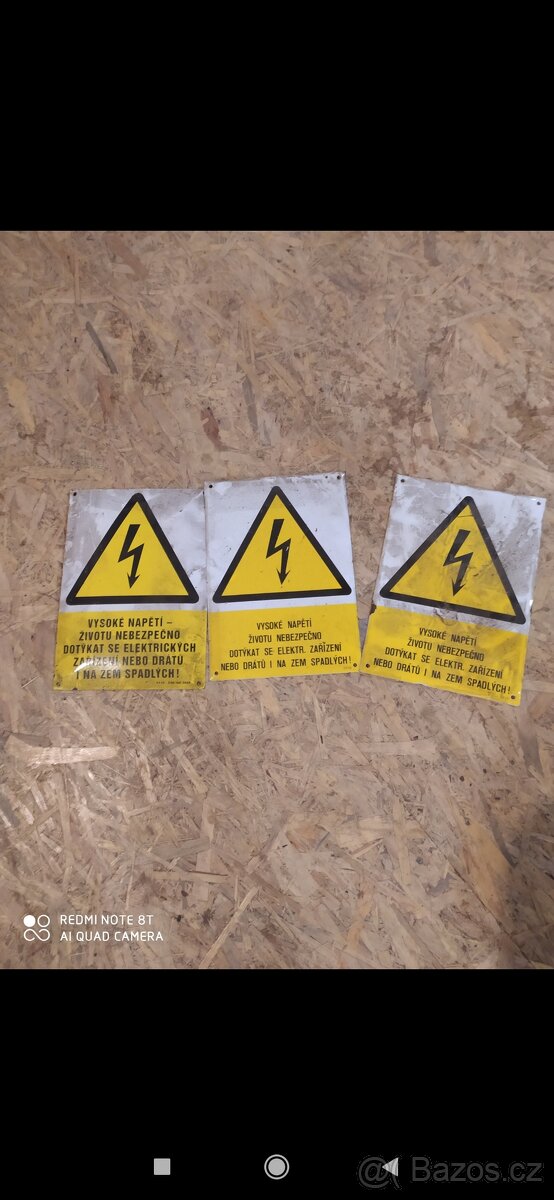 VYSOKÉ NAPĚTÍ –
ŽIVOTU NEBEZPEČNO
DOTÝKAT SE ELEKTRICKÝCH
ZAŘÍZENÍ NEBO DRÁTŮ
I NA ZEM SPADLÝCH!
VYSOKÉ NAPĚTÍ
ŽIVOTU NEBEZPEČNO
DOTÝKAT SE ELEKTR. ZAŘÍZENÍ
NEBO DRÁTŮ I NA ZEM SPADLÝCH!
VYSOKÉ NAPĚTÍ
ŽIVOTU NEBEZPEČNO
DOTÝKAT SE ELEKTR. ZAŘÍZENÍ
NEBO DRÁTŮ I NA ZEM SPADLÝCH!
REDMI NOTE 8T
AI QUAD CAMERA
@ Bazos.cz